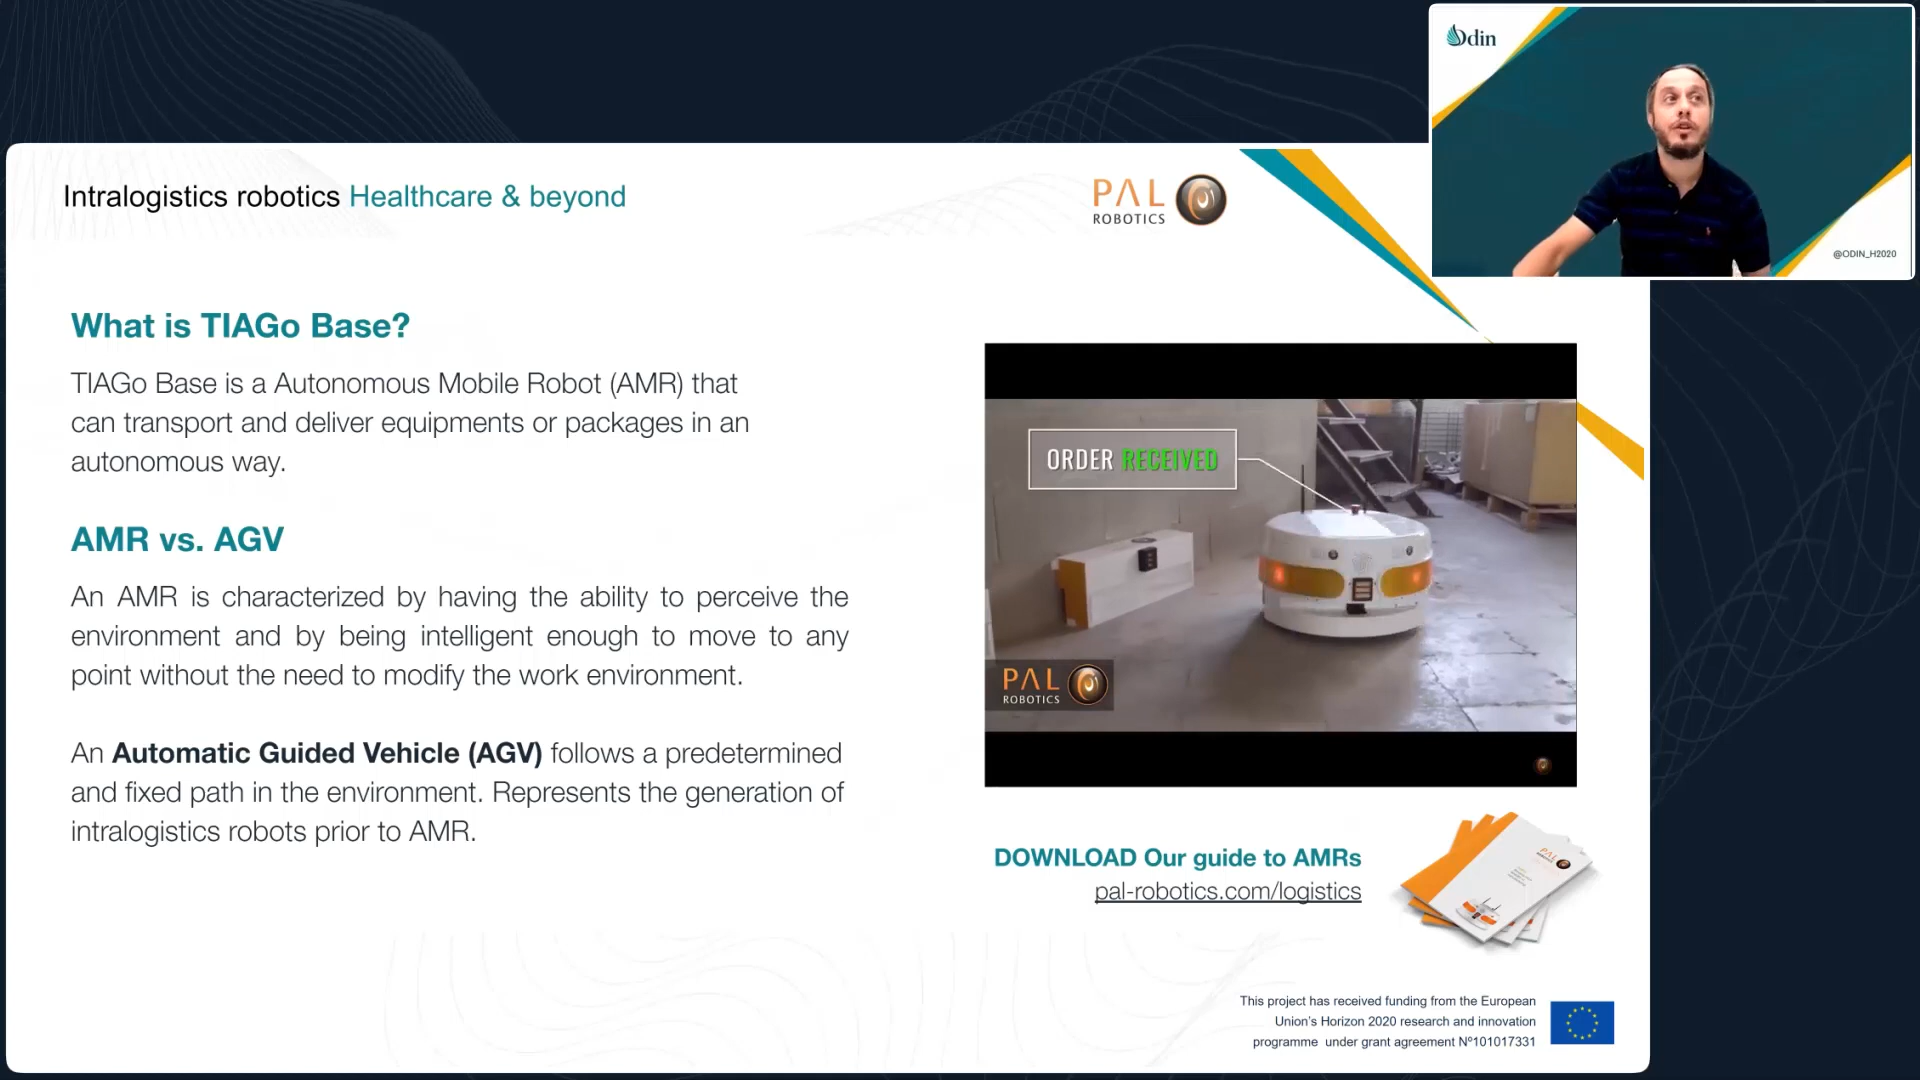 Odin
@ODIN_H2020
Intralogistics robotics Healthcare & beyond
PAL
ROBOTICS
What is TIAGo Base?
TIAGo Base is a Autonomous Mobile Robot (AMR) that
can transport and deliver equipments or packages in an
autonomous way.
AMR vs. AGV
An AMR is characterized by having the ability to perceive the
environment and by being intelligent enough to move to any
point without the need to modify the work environment.
An Automatic Guided Vehicle (AGV) follows a predetermined
and fixed path in the environment. Represents the generation of
intralogistics robots prior to AMR.
ORDER RECEIVED
PAL
ROBOTICS
DOWNLOAD Our guide to AMRs
pal-robotics.com/logistics
PAL
This project has received funding from the European
Union's Horizon 2020 research and innovation
programme under grant agreement Nº101017331